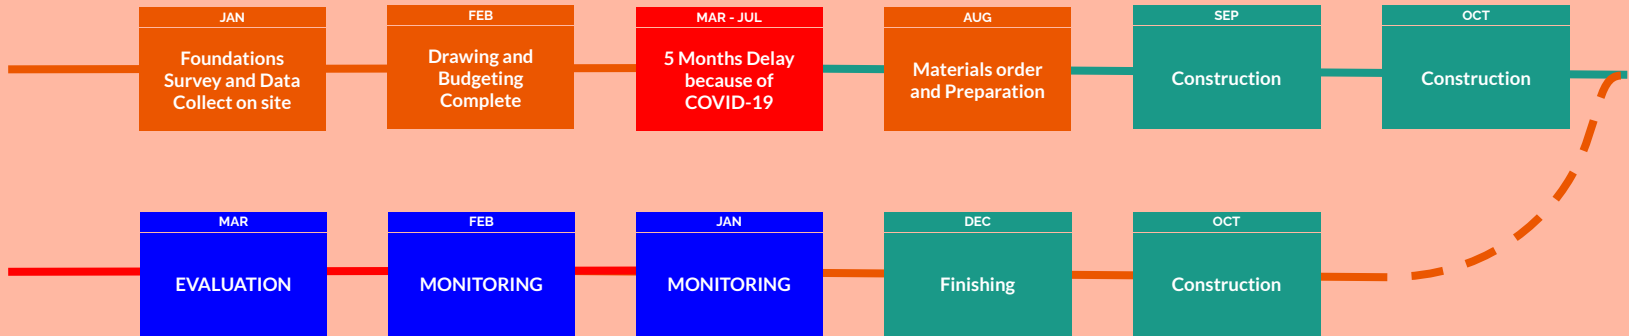 JAN
Foundations
Survey and Data
Collect on site
FEB
Drawing and
Budgeting
Complete
MAR - JUL
5 Months Delay
because of
COVID-19
AUG
Materials order
and Preparation
SEP
Construction
OCT
Construction
MAR
EVALUATION
FEB
MONITORING
JAN
MONITORING
DEC
Finishing
OCT
Construction